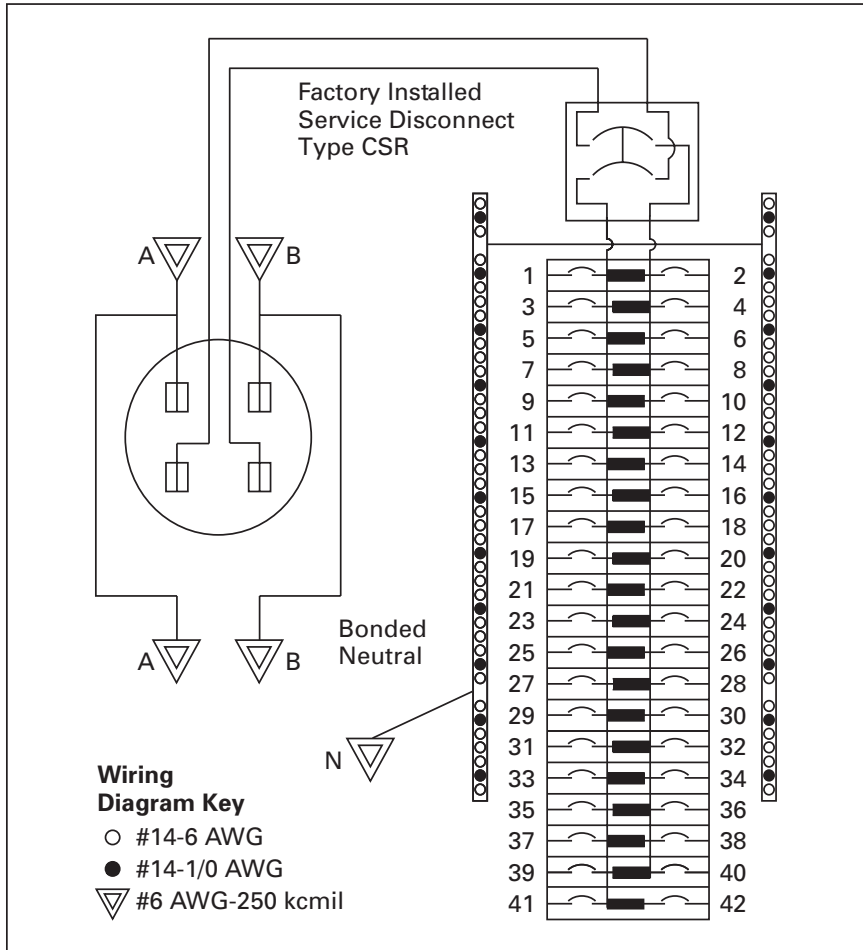 Factory Installed
Service Disconnect
Type CSR
A
B
1 2
3 4
5 6
7 8
9 10
11 12
13 14
15 16
17 18
19 20
21 22
23 24
25 26
27 28
29 30
31 32
33 34
35 36
37 38
39 40
41 42
A
B
Bonded
Neutral
N
Wiring
Diagram Key
#14-6 AWG
#14-1/0 AWG
#6 AWG-250 kcmil